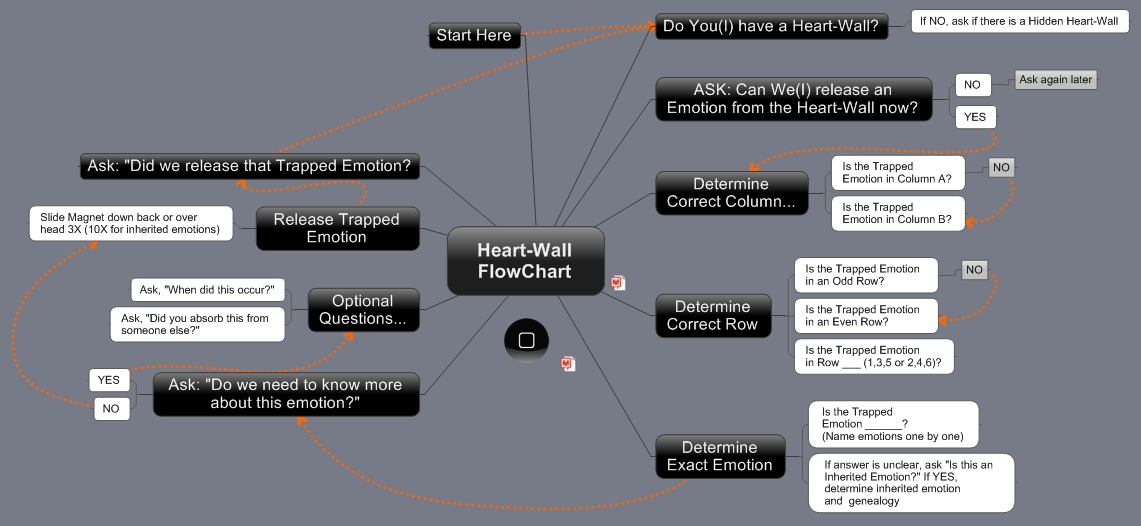 Start Here
Do You(I) have a Heart-Wall?
If NO, ask if there is a Hidden Heart-Wall
ASK: Can We(I) release an
Emotion from the Heart-Wall now?
NO
Ask again later
YES
Determine
Correct Column...
Is the Trapped
Emotion in Column A?
NO
Is the Trapped
Emotion in Column B?
Determine
Correct Row
Is the Trapped Emotion
in an Odd Row?
NO
Is the Trapped Emotion
in an Even Row?
Is the Trapped Emotion
in Row ___ (1,3,5 or 2,4,6)?
Determine
Exact Emotion
Is the Trapped
Emotion ______?
(Name emotions one by one)
If answer is unclear, ask "Is this an
Inherited Emotion?" If YES,
determine inherited emotion
and genealogy
Heart-Wall
FlowChart
Ask: "Did we release that Trapped Emotion?
Release Trapped
Emotion
Slide Magnet down back or over
head 3X (10X for inherited emotions)
Optional
Questions...
Ask, "When did this occur?"
Ask, "Did you absorb this from
someone else?"
Ask: "Do we need to know more
about this emotion?"
YES
NO